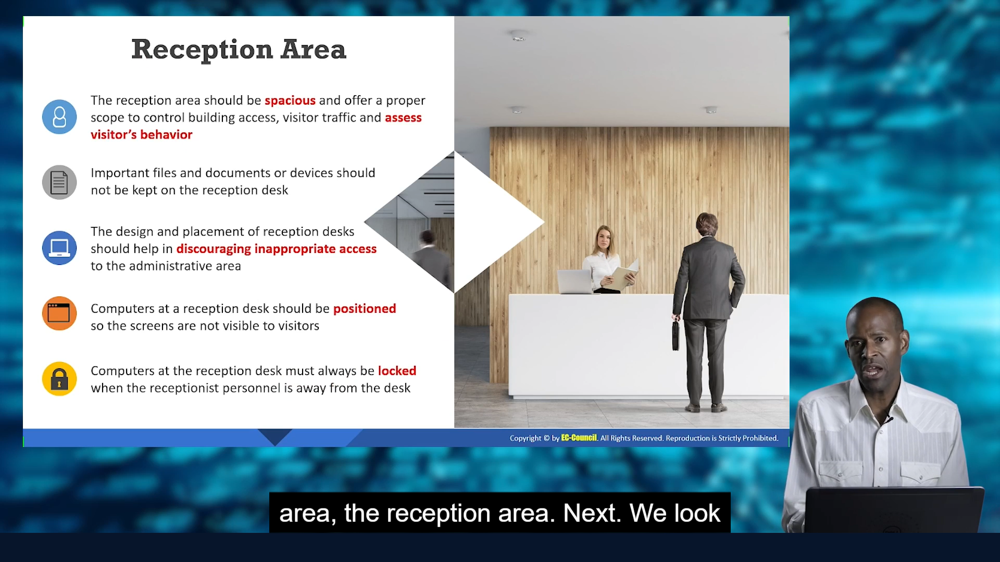 Reception Area
The reception area should be spacious and offer a proper
scope to control building access, visitor traffic and assess
visitor's behavior
Important files and documents or devices should
not be kept on the reception desk
The design and placement of reception desks
should help in discouraging inappropriate access
to the administrative area
Computers at a reception desk should be positioned
so the screens are not visible to visitors
Computers at the reception desk must always be locked
when the receptionist personnel is away from the desk
Copyright © by EC-Council. All Rights Reserved. Reproduction is Strictly Prohibited.
area, the reception area. Next. We look